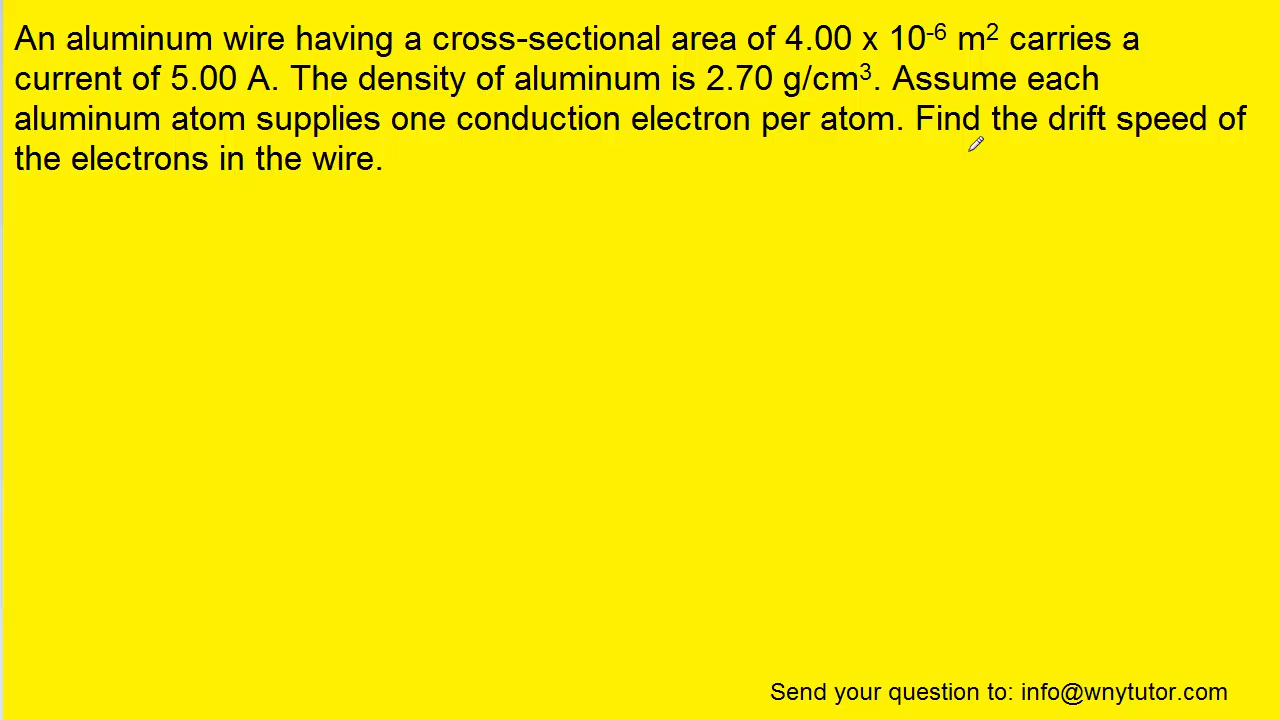 An aluminum wire having a cross-sectional area of 4.00 x 10⁻⁶ m² carries a
current of 5.00 A. The density of aluminum is 2.70 g/cm³. Assume each
aluminum atom supplies one conduction electron per atom. Find the drift speed of
the electrons in the wire.
Send your question to: info@wnytutor.com